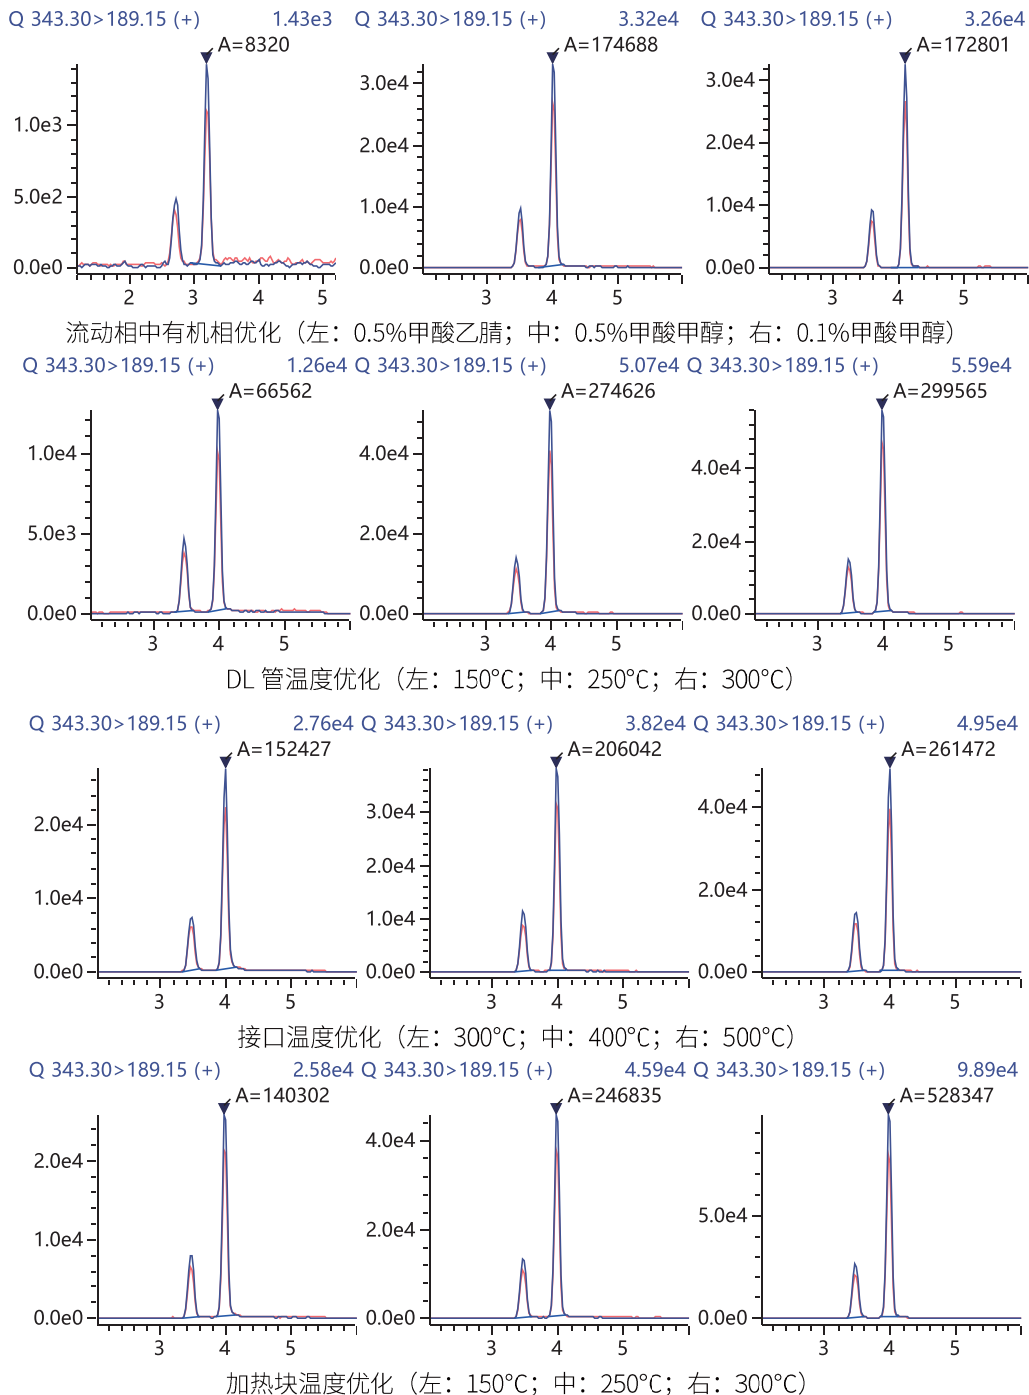 Q 343.30>189.15 (+) 1.43e3 Q 343.30>189.15 (+) 3.32e4 Q 343.30>189.15 (+) 3.26e4
A=8320 A=174688 A=172801
1.0e3
5.0e2
0.0e0
2 3 4 5
3.0e4
2.0e4
1.0e4
0.0e0
3 4 5
3.0e4
2.0e4
1.0e4
0.0e0
3 4 5
流动相中有机相优化（左：0.5%甲酸乙腈；中：0.5%甲酸甲醇；右：0.1%甲酸甲醇）
Q 343.30>189.15 (+) 1.26e4 Q 343.30>189.15 (+) 5.07e4 Q 343.30>189.15 (+) 5.59e4
A=66562 A=274626 A=299565
1.0e4
5.0e3
0.0e0
3 4 5
4.0e4
2.0e4
0.0e0
3 4 5
4.0e4
2.0e4
0.0e0
3 4 5
DL 管温度优化（左：150°C；中：250°C；右：300°C）
Q 343.30>189.15 (+) 2.76e4 Q 343.30>189.15 (+) 3.82e4 Q 343.30>189.15 (+) 4.95e4
A=152427 A=206042 A=261472
2.0e4
1.0e4
0.0e0
3 4 5
3.0e4
2.0e4
1.0e4
0.0e0
3 4 5
4.0e4
2.0e4
0.0e0
3 4 5
接口温度优化（左：300°C；中：400°C；右：500°C）
Q 343.30>189.15 (+) 2.58e4 Q 343.30>189.15 (+) 4.59e4 Q 343.30>189.15 (+) 9.89e4
A=140302 A=246835 A=528347
2.0e4
1.0e4
0.0e0
3 4 5
4.0e4
2.0e4
0.0e0
3 4 5
5.0e4
0.0e0
3 4 5
加热块温度优化（左：150°C；中：250°C；右：300°C）